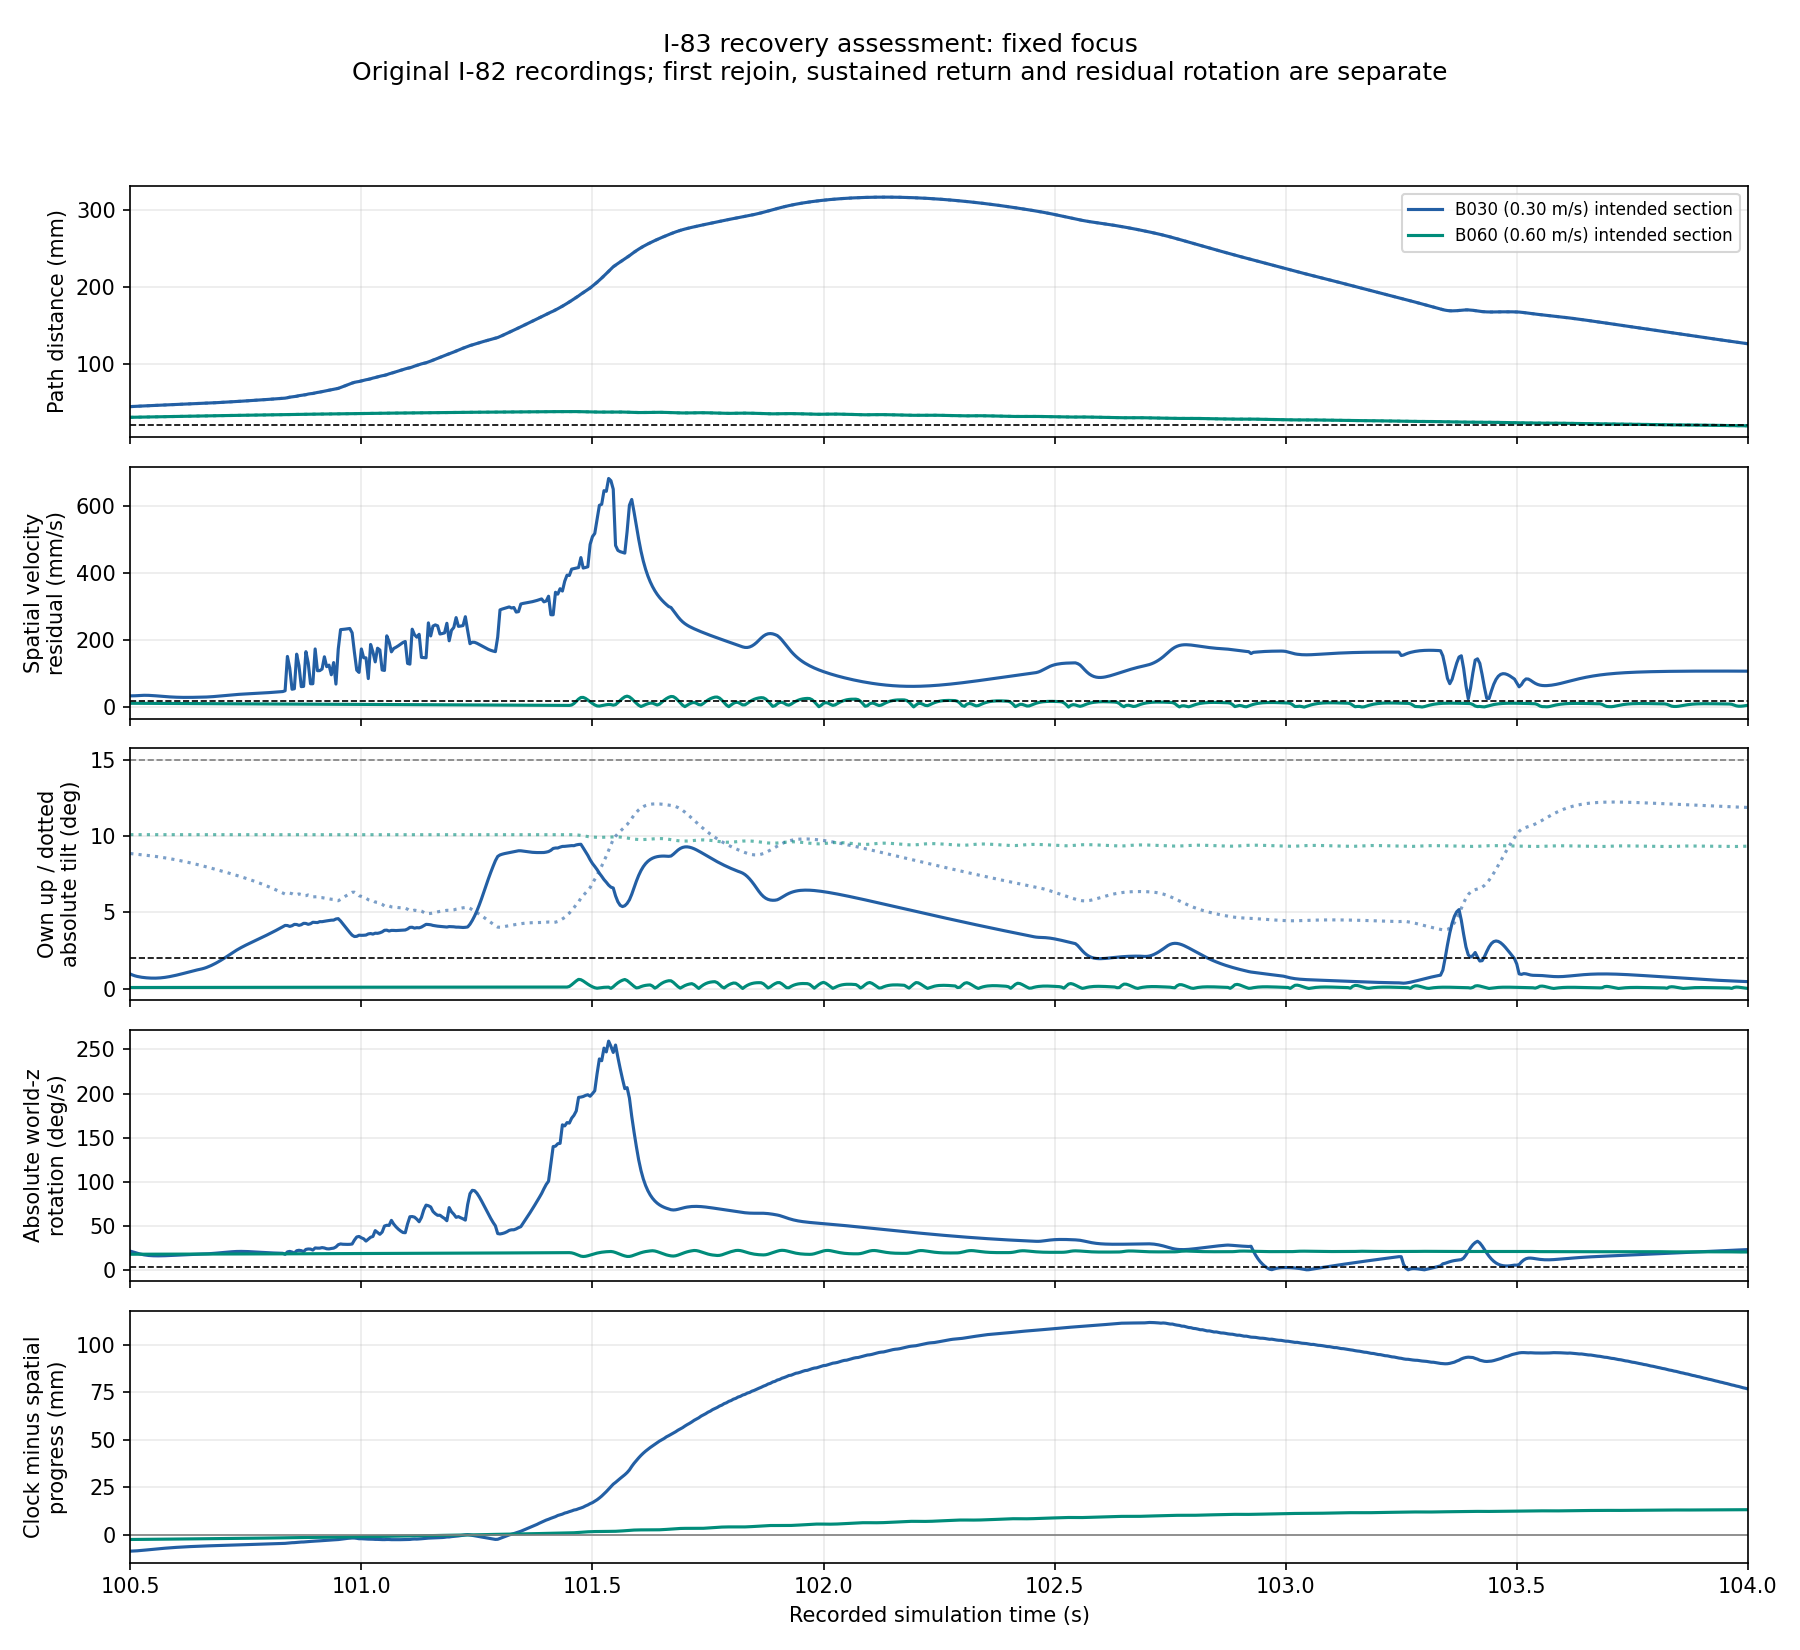 I-83 recovery assessment: fixed focus
Original I-82 recordings; first rejoin, sustained return and residual rotation are separate
Path distance (mm)
300
200
100
B030 (0.30 m/s) intended section
B060 (0.60 m/s) intended section
Spatial velocity
residual (mm/s)
600
400
200
0
Own up / dotted
absolute tilt (deg)
15
10
5
0
Absolute world-z
rotation (deg/s)
250
200
150
100
50
0
Clock minus spatial
progress (mm)
100
75
50
25
0
100.5 101.0 101.5 102.0 102.5 103.0 103.5 104.0
Recorded simulation time (s)